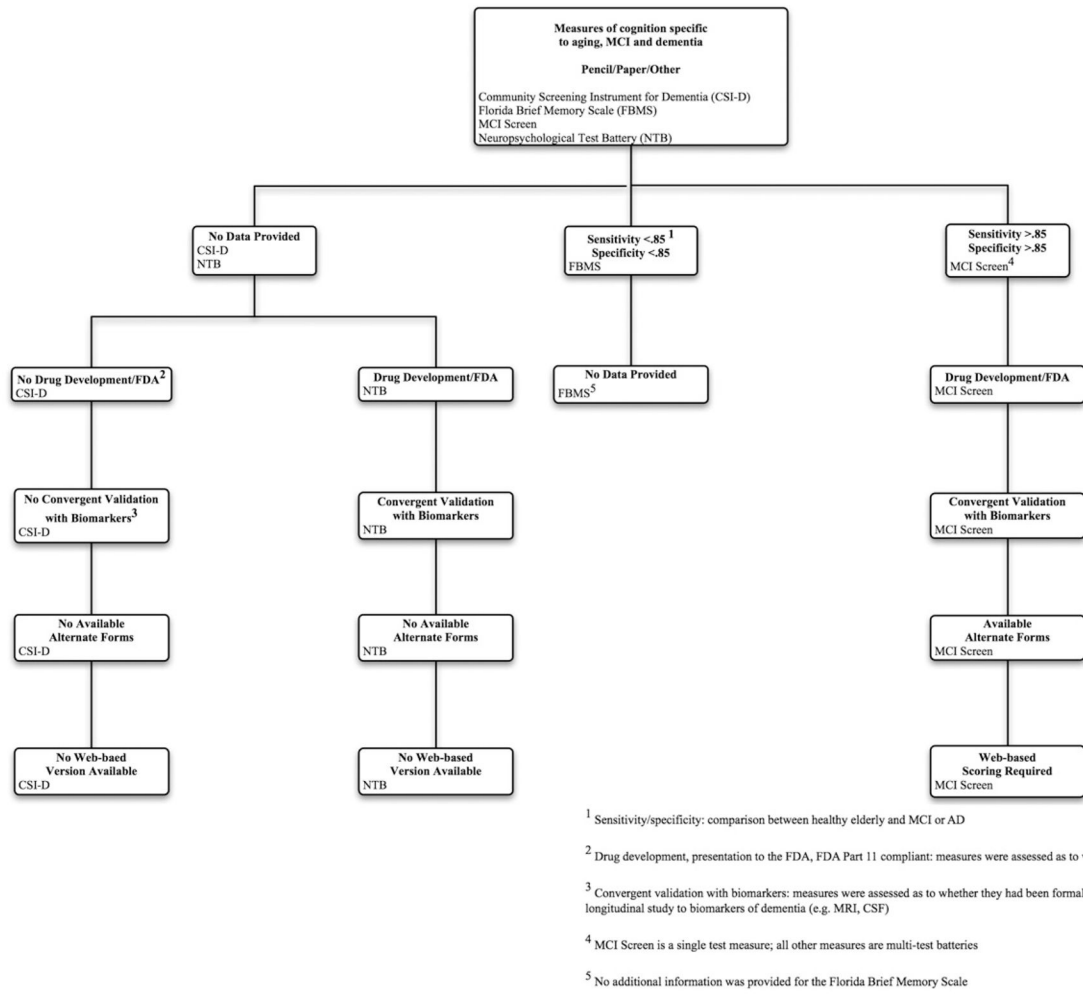 Measures of cognition specific
to aging, MCI and dementia
Pencil/Paper/Other
Community Screening Instrument for Dementia (CSI-D)
Florida Brief Memory Scale (FBMS)
MCI Screen
Neuropsychological Test Battery (NTB)
No Data Provided
CSI-D
NTB
Sensitivity <.85 1
Specificity <.85
FBMS
Sensitivity >.85
Specificity >.85
MCI Screen4
No Drug Development/FDA2
CSI-D
Drug Development/FDA
NTB
No Data Provided
FBMS5
Drug Development/FDA
MCI Screen
No Convergent Validation
with Biomarkers3
CSI-D
Convergent Validation
with Biomarkers
NTB
Convergent Validation
with Biomarkers
MCI Screen
No Available
Alternate Forms
CSI-D
No Available
Alternate Forms
NTB
Available
Alternate Forms
MCI Screen
No Web-baed
Version Available
CSI-D
No Web-based
Version Available
NTB
Web-based
Scoring Required
MCI Screen
1 Sensitivity/specificity: comparison between healthy elderly and MCI or AD
2 Drug development, presentation to the FDA, FDA Part 11 compliant: measures were assessed as to
3 Convergent validation with biomarkers: measures were assessed as to whether they had been formal
longitudinal study to biomarkers of dementia (e.g. MRI, CSF)
4 MCI Screen is a single test measure; all other measures are multi-test batteries
5 No additional information was provided for the Florida Brief Memory Scale